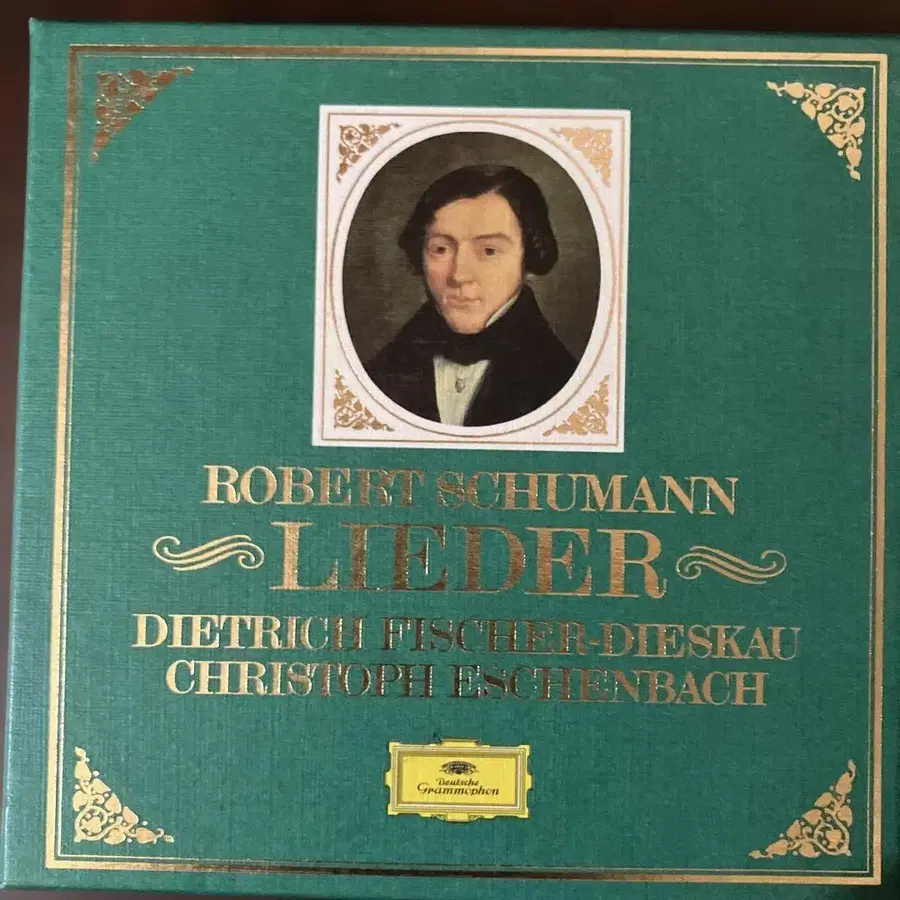 ROBERT SCHUMANN
LIEDER
DIETRICH FISCHER-DIESKAU
CHRISTOPH ESCHENBACH
Deutsche
Grammophon